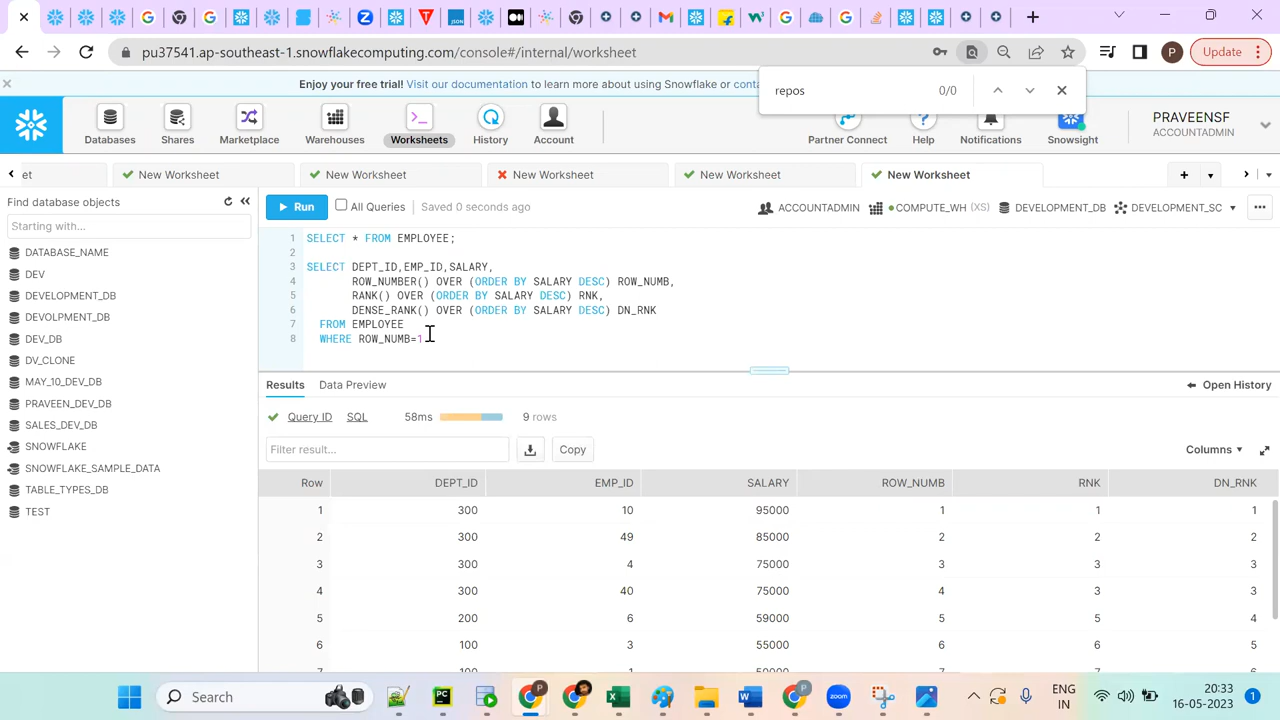 pu37541.ap-southeast-1.snowflakecomputing.com/console#/internal/worksheet
Update
repos 0/0
Enjoy your free trial! Visit our documentation to learn more about using Snowflake or
Databases
Shares
Marketplace
Warehouses
Worksheets
History
Account
Partner Connect
Help
Notifications
Snowsight
PRAVEENSF
ACCOUNTADMIN
et
New Worksheet
New Worksheet
New Worksheet
New Worksheet
New Worksheet
Find database objects
Starting with...
DATABASE_NAME
DEV
DEVELOPMENT_DB
DEVOLPMENT_DB
DEV_DB
DV_CLONE
MAY_10_DEV_DB
PRAVEEN_DEV_DB
SALES_DEV_DB
SNOWFLAKE
SNOWFLAKE_SAMPLE_DATA
TABLE_TYPES_DB
TEST
Run All Queries Saved 0 seconds ago
ACCOUNTADMIN COMPUTE_WH (XS) DEVELOPMENT_DB DEVELOPMENT_SC
1 SELECT * FROM EMPLOYEE;
2
3 SELECT DEPT_ID,EMP_ID,SALARY,
4 ROW_NUMBER() OVER (ORDER BY SALARY DESC) ROW_NUMB,
5 RANK() OVER (ORDER BY SALARY DESC) RNK,
6 DENSE_RANK() OVER (ORDER BY SALARY DESC) DN_RNK
7 FROM EMPLOYEE
8 WHERE ROW_NUMB=1
Results Data Preview Open History
Query ID SQL 58ms 9 rows
Filter result... Copy Columns
Row DEPT_ID EMP_ID SALARY ROW_NUMB RNK DN_RNK
1 300 10 95000 1 1 1
2 300 49 85000 2 2 2
3 300 4 75000 3 3 3
4 300 40 75000 4 3 3
5 200 6 59000 5 5 4
6 100 3 55000 6 6 5
7 100 1 50000 7 7 6
Search
ENG
IN
20:33
16-05-2023
1